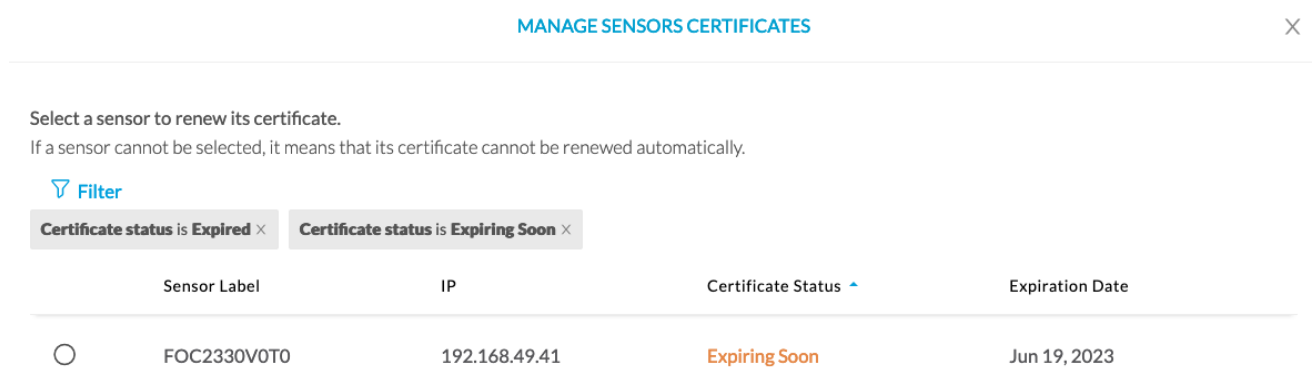 MANAGE SENSORS CERTIFICATES
Select a sensor to renew its certificate.
If a sensor cannot be selected, it means that its certificate cannot be renewed automatically.
Filter
Certificate status is Expired × Certificate status is Expiring Soon ×
Sensor Label IP Certificate Status Expiration Date
FOC2330V0T0 192.168.49.41 Expiring Soon Jun 19, 2023